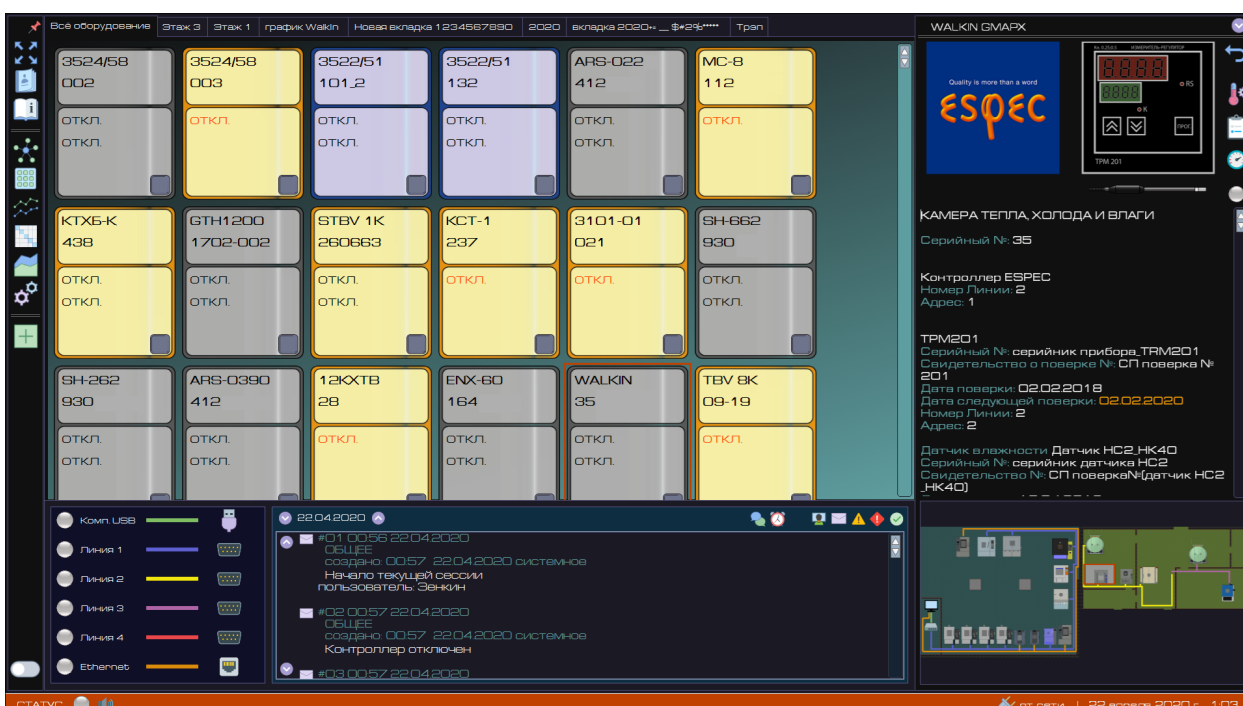 Всё оборудование Этаж 3 Этаж 1 график Walkin Новая вкладка 1234567890 2020 Трэп
3524/58 3524/58 3522/51 3522/51 ARS-022 MC-8
002 003 101_2 132 412 112
ОТКЛ. ОТКЛ. ОТКЛ. ОТКЛ. ОТКЛ. ОТКЛ.
ОТКЛ. ОТКЛ. ОТКЛ. ОТКЛ.
КТХБ-К GTH1200 STBV 1K КСТ-1 3101-01 SH-662
438 1702-002 260663 237 021 930
ОТКЛ. ОТКЛ. ОТКЛ. ОТКЛ. ОТКЛ. ОТКЛ.
ОТКЛ. ОТКЛ. ОТКЛ. ОТКЛ.
SH-262 ARS-0390 12КХТВ ENX-60 WALKIN TBV 8K
930 412 28 164 35 09-19
ОТКЛ. ОТКЛ. ОТКЛ. ОТКЛ. ОТКЛ. ОТКЛ.
ОТКЛ. ОТКЛ. ОТКЛ. ОТКЛ.
Комп. USB
Линия 1
Линия 2
Линия 3
Линия 4
Ethernet
22.04.2020
#01 00:56 22.04.2020
ОБЩЕЕ
создано: 00:57 22.04.2020 системное
Начало текущей сессии
пользователь: Зенкин
#02 00:57 22.04.2020
ОБЩЕЕ
создано: 00:57 22.04.2020 системное
Контроллер отключен
#03 00:57 22.04.2020
WALKIN GMAPX
Quality is more than a word
ESPEC
ИЗМЕРИТЕЛЬ-РЕГУЛЯТОР
8888
8888
RS
K
ПРОГ.
ТРМ 201
КАМЕРА ТЕПЛА, ХОЛОДА И ВЛАГИ
Серийный №: 35
Контроллер ESPEC
Номер Линии: 2
Адрес: 1
ТРМ201
Серийный №: серийник прибора_TRM201
Свидетельство о поверке №: СП поверка №
201
Дата поверки: 02.02.2018
Дата следующей поверки: 02.02.2020
Номер Линии: 2
Адрес: 2
Датчик влажности Датчик HC2_HK40
Серийный №: серийник датчика HC2
Свидетельство №: СП поверка№(датчик HC2
_HK40)
СТАТУС от сети | 22 апреля 2020 г. 1:03